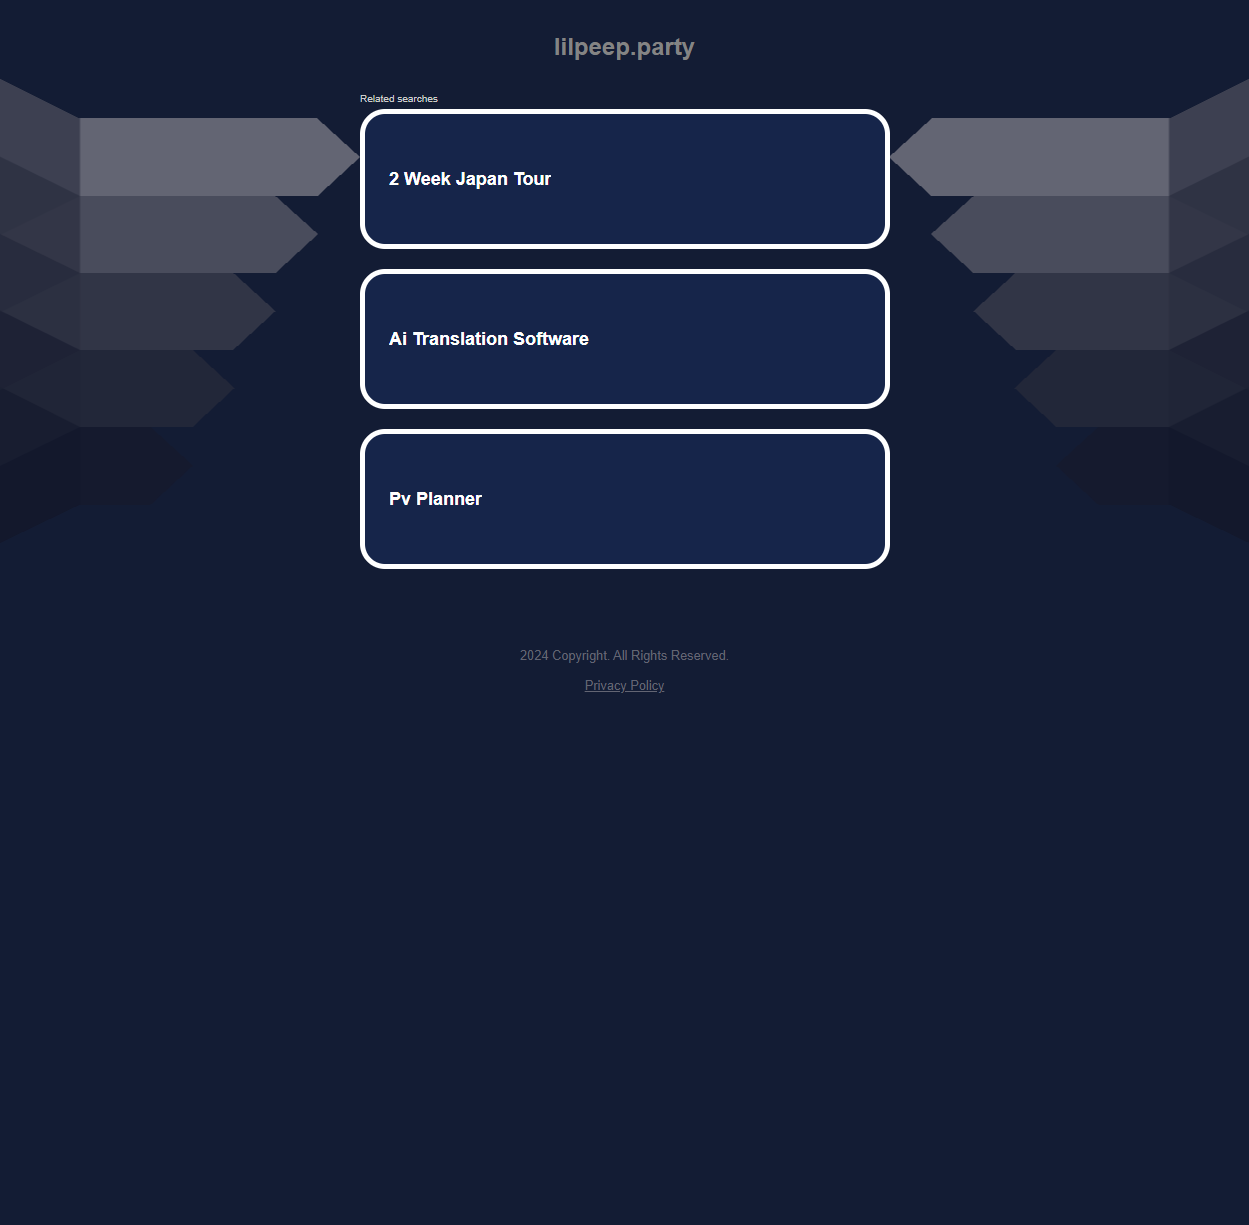 lilpeep.party
Related searches
2 Week Japan Tour
Ai Translation Software
Pv Planner
2024 Copyright. All Rights Reserved.
Privacy Policy